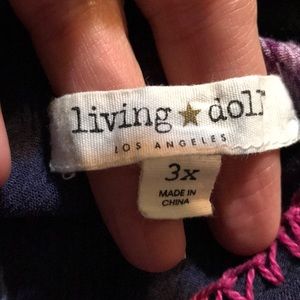 living ★ doll
LOS ANGELES
3x
MADE IN
CHINA